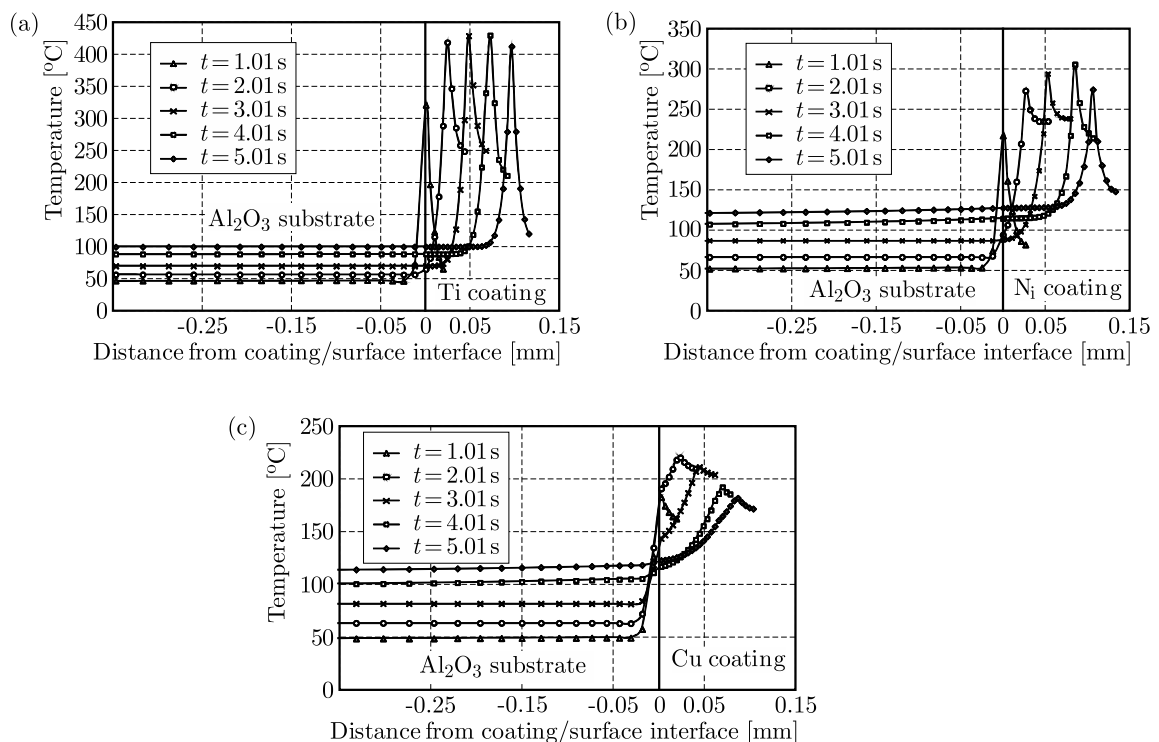 (a)
Temperature [°C]
450
400
350
300
250
200
150
100
50
0
t = 1.01 s
t = 2.01 s
t = 3.01 s
t = 4.01 s
t = 5.01 s
Al₂O₃ substrate
Ti coating
-0.25 -0.15 -0.05 0 0.05 0.15
Distance from coating/surface interface [mm]
(b)
Temperature [°C]
350
300
250
200
150
100
50
0
t = 1.01 s
t = 2.01 s
t = 3.01 s
t = 4.01 s
t = 5.01 s
Al₂O₃ substrate
Nᵢ coating
-0.25 -0.15 -0.05 0 0.05 0.15
Distance from coating/surface interface [mm]
(c)
Temperature [°C]
250
200
150
100
50
0
t = 1.01 s
t = 2.01 s
t = 3.01 s
t = 4.01 s
t = 5.01 s
Al₂O₃ substrate
Cu coating
-0.25 -0.15 -0.05 0 0.05 0.15
Distance from coating/surface interface [mm]